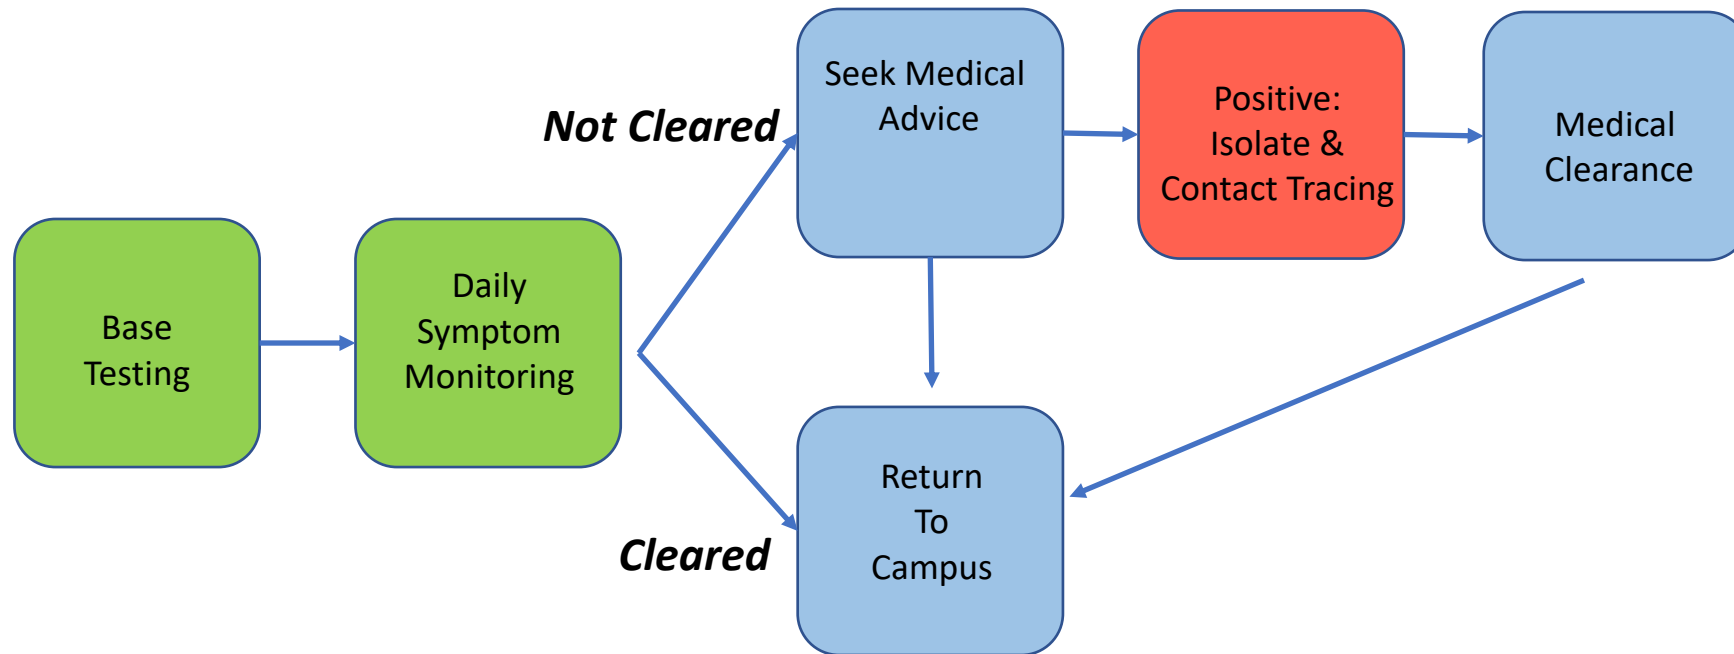 Base
Testing
Daily
Symptom
Monitoring
Not Cleared
Cleared
Seek Medical
Advice
Positive:
Isolate &
Contact Tracing
Medical
Clearance
Return
To
Campus